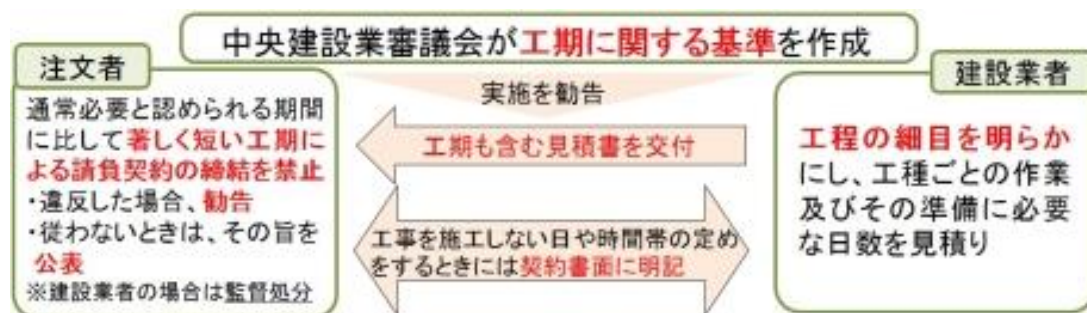 中央建設業審議会が工期に関する基準を作成
注文者
通常必要と認められる期間
に比して著しく短い工期に
よる請負契約の締結を禁止
・違反した場合、勧告
・従わないときは、その旨を
公表
※建設業者の場合は監督処分
実施を勧告
工期も含む見積書を交付
工事を施工しない日や時間帯の定め
をするときには契約書面に明記
建設業者
工程の細目を明らか
にし、工種ごとの作業
及びその準備に必要
な日数を見積り